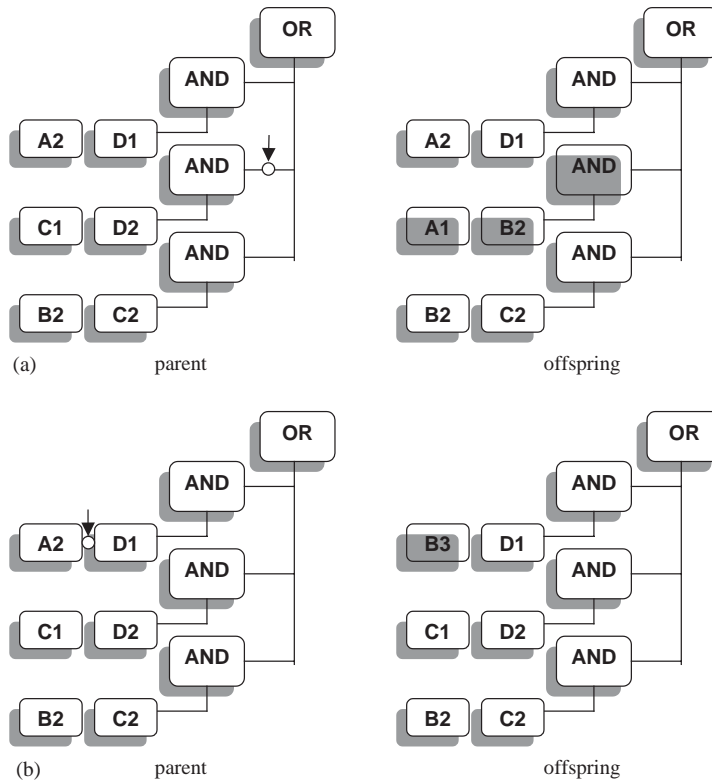 OR OR
AND AND
A2 D1 A2 D1
AND AND
C1 D2 A1 B2
AND AND
B2 C2 B2 C2
(a) parent offspring
OR OR
AND AND
A2 D1 B3 D1
AND AND
C1 D2 C1 D2
AND AND
B2 C2 B2 C2
(b) parent offspring